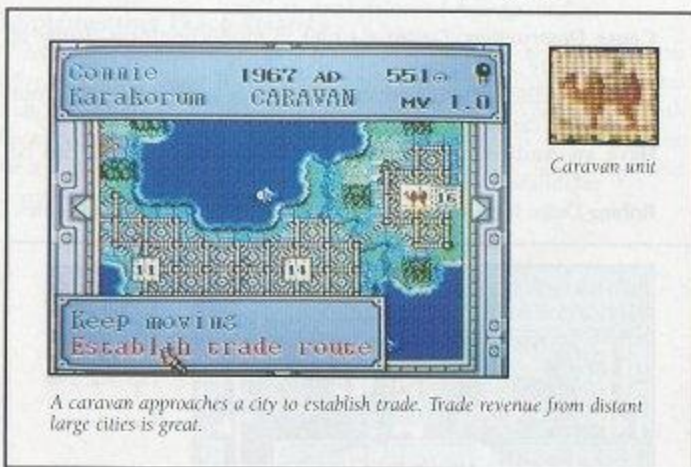 Connie 1967 AD 551
Karakorum CARAVAN MV 1.0
16
11 14
Keep moving
Establish trade route
Caravan unit
A caravan approaches a city to establish trade. Trade revenue from distant
large cities is great.